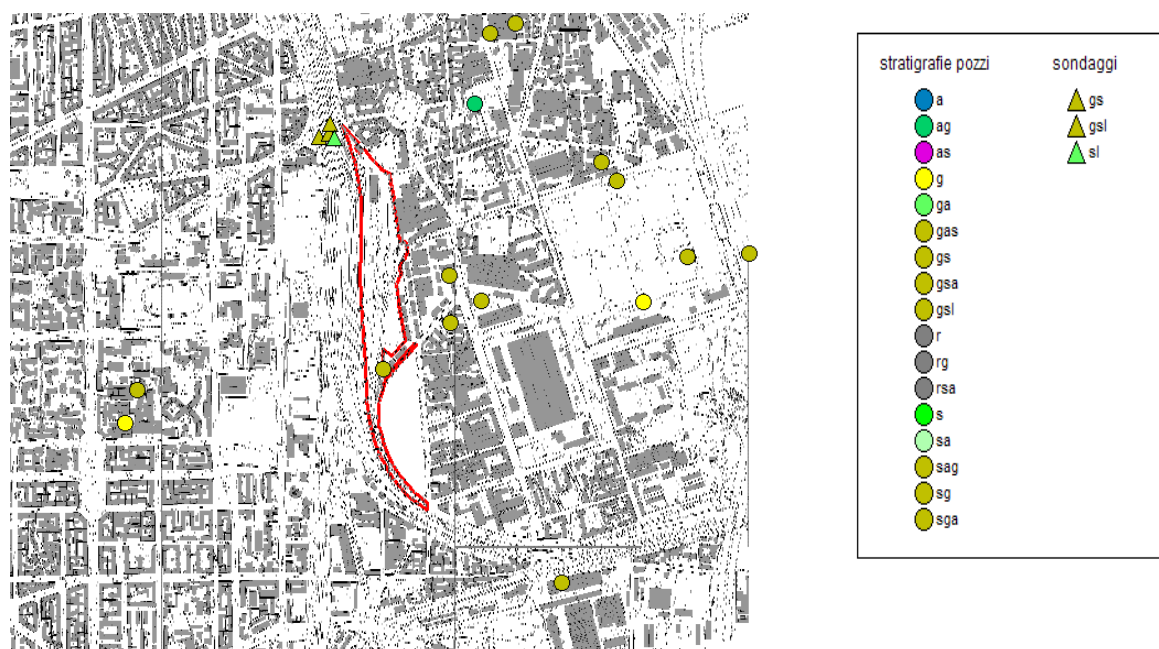 stratigrafie pozzi
sondaggi
a
ag
as
g
ga
gas
gs
gsa
gsl
r
rg
rsa
s
sa
sag
sg
sga
gs
gsl
sl